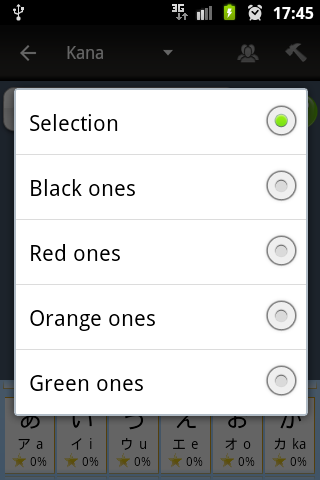 3G 17:45
Kana
Selection
Black ones
Red ones
Orange ones
Green ones
あ い う え お か
ア a イ i ウ u エ e オ o カ ka
0% 0% 0% 0% 0% 0%